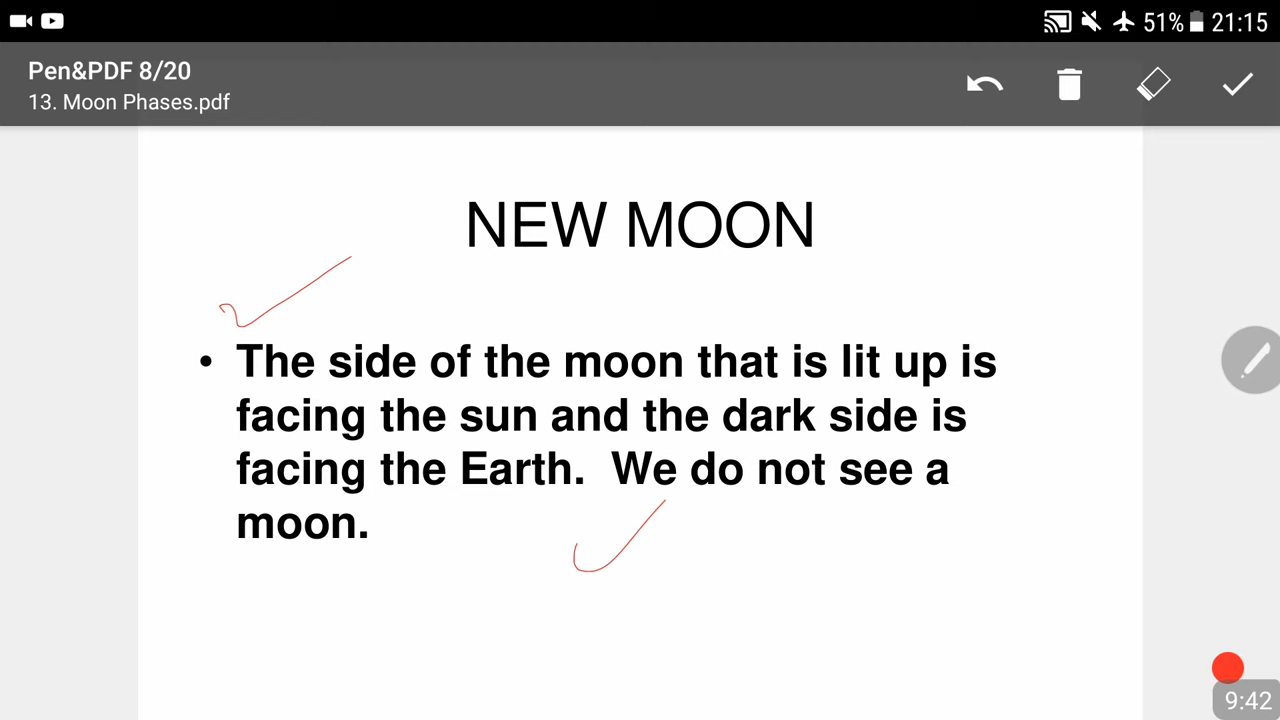 51% 21:15
Pen&PDF 8/20
13. Moon Phases.pdf
NEW MOON
• The side of the moon that is lit up is
facing the sun and the dark side is
facing the Earth.  We do not see a
moon.
9:42